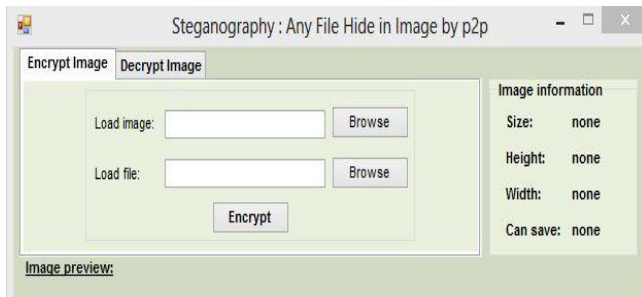 Steganography : Any File Hide in Image by p2p
Encrypt Image
Decrypt Image
Load image:
Browse
Load file:
Browse
Encrypt
Image information
Size: none
Height: none
Width: none
Can save: none
Image preview: